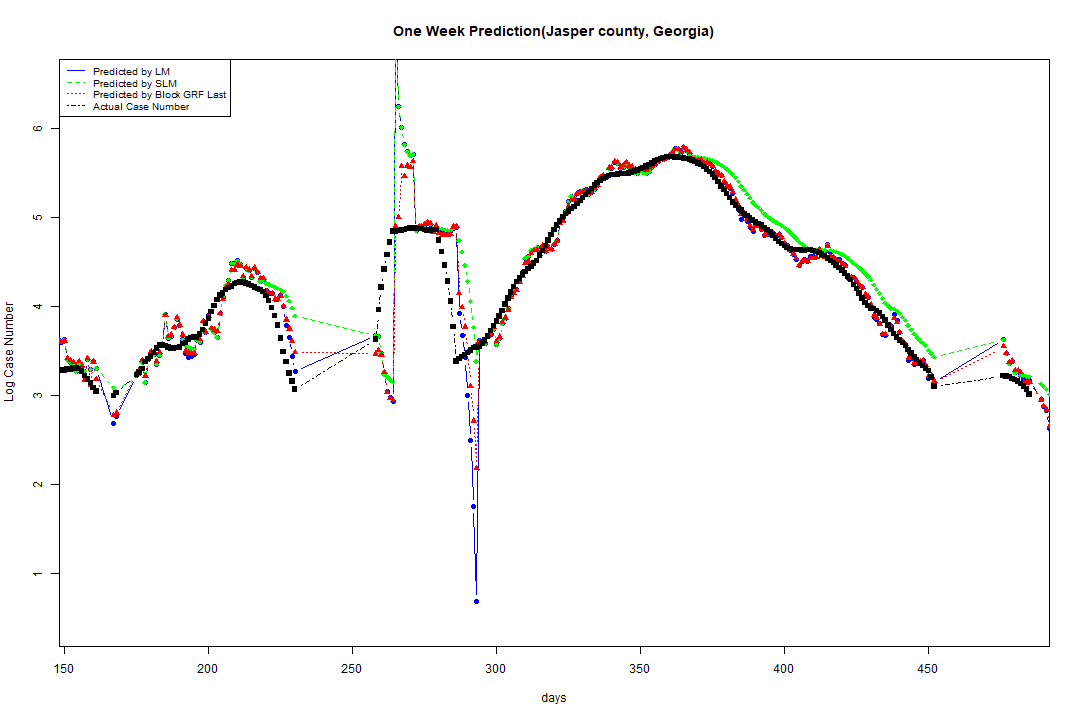 One Week Prediction(Jasper county, Georgia)
Predicted by LM
Predicted by SLM
Predicted by Block GRF Last
Actual Case Number
Log Case Number
6
5
4
3
2
1
150 200 250 300 350 400 450
days